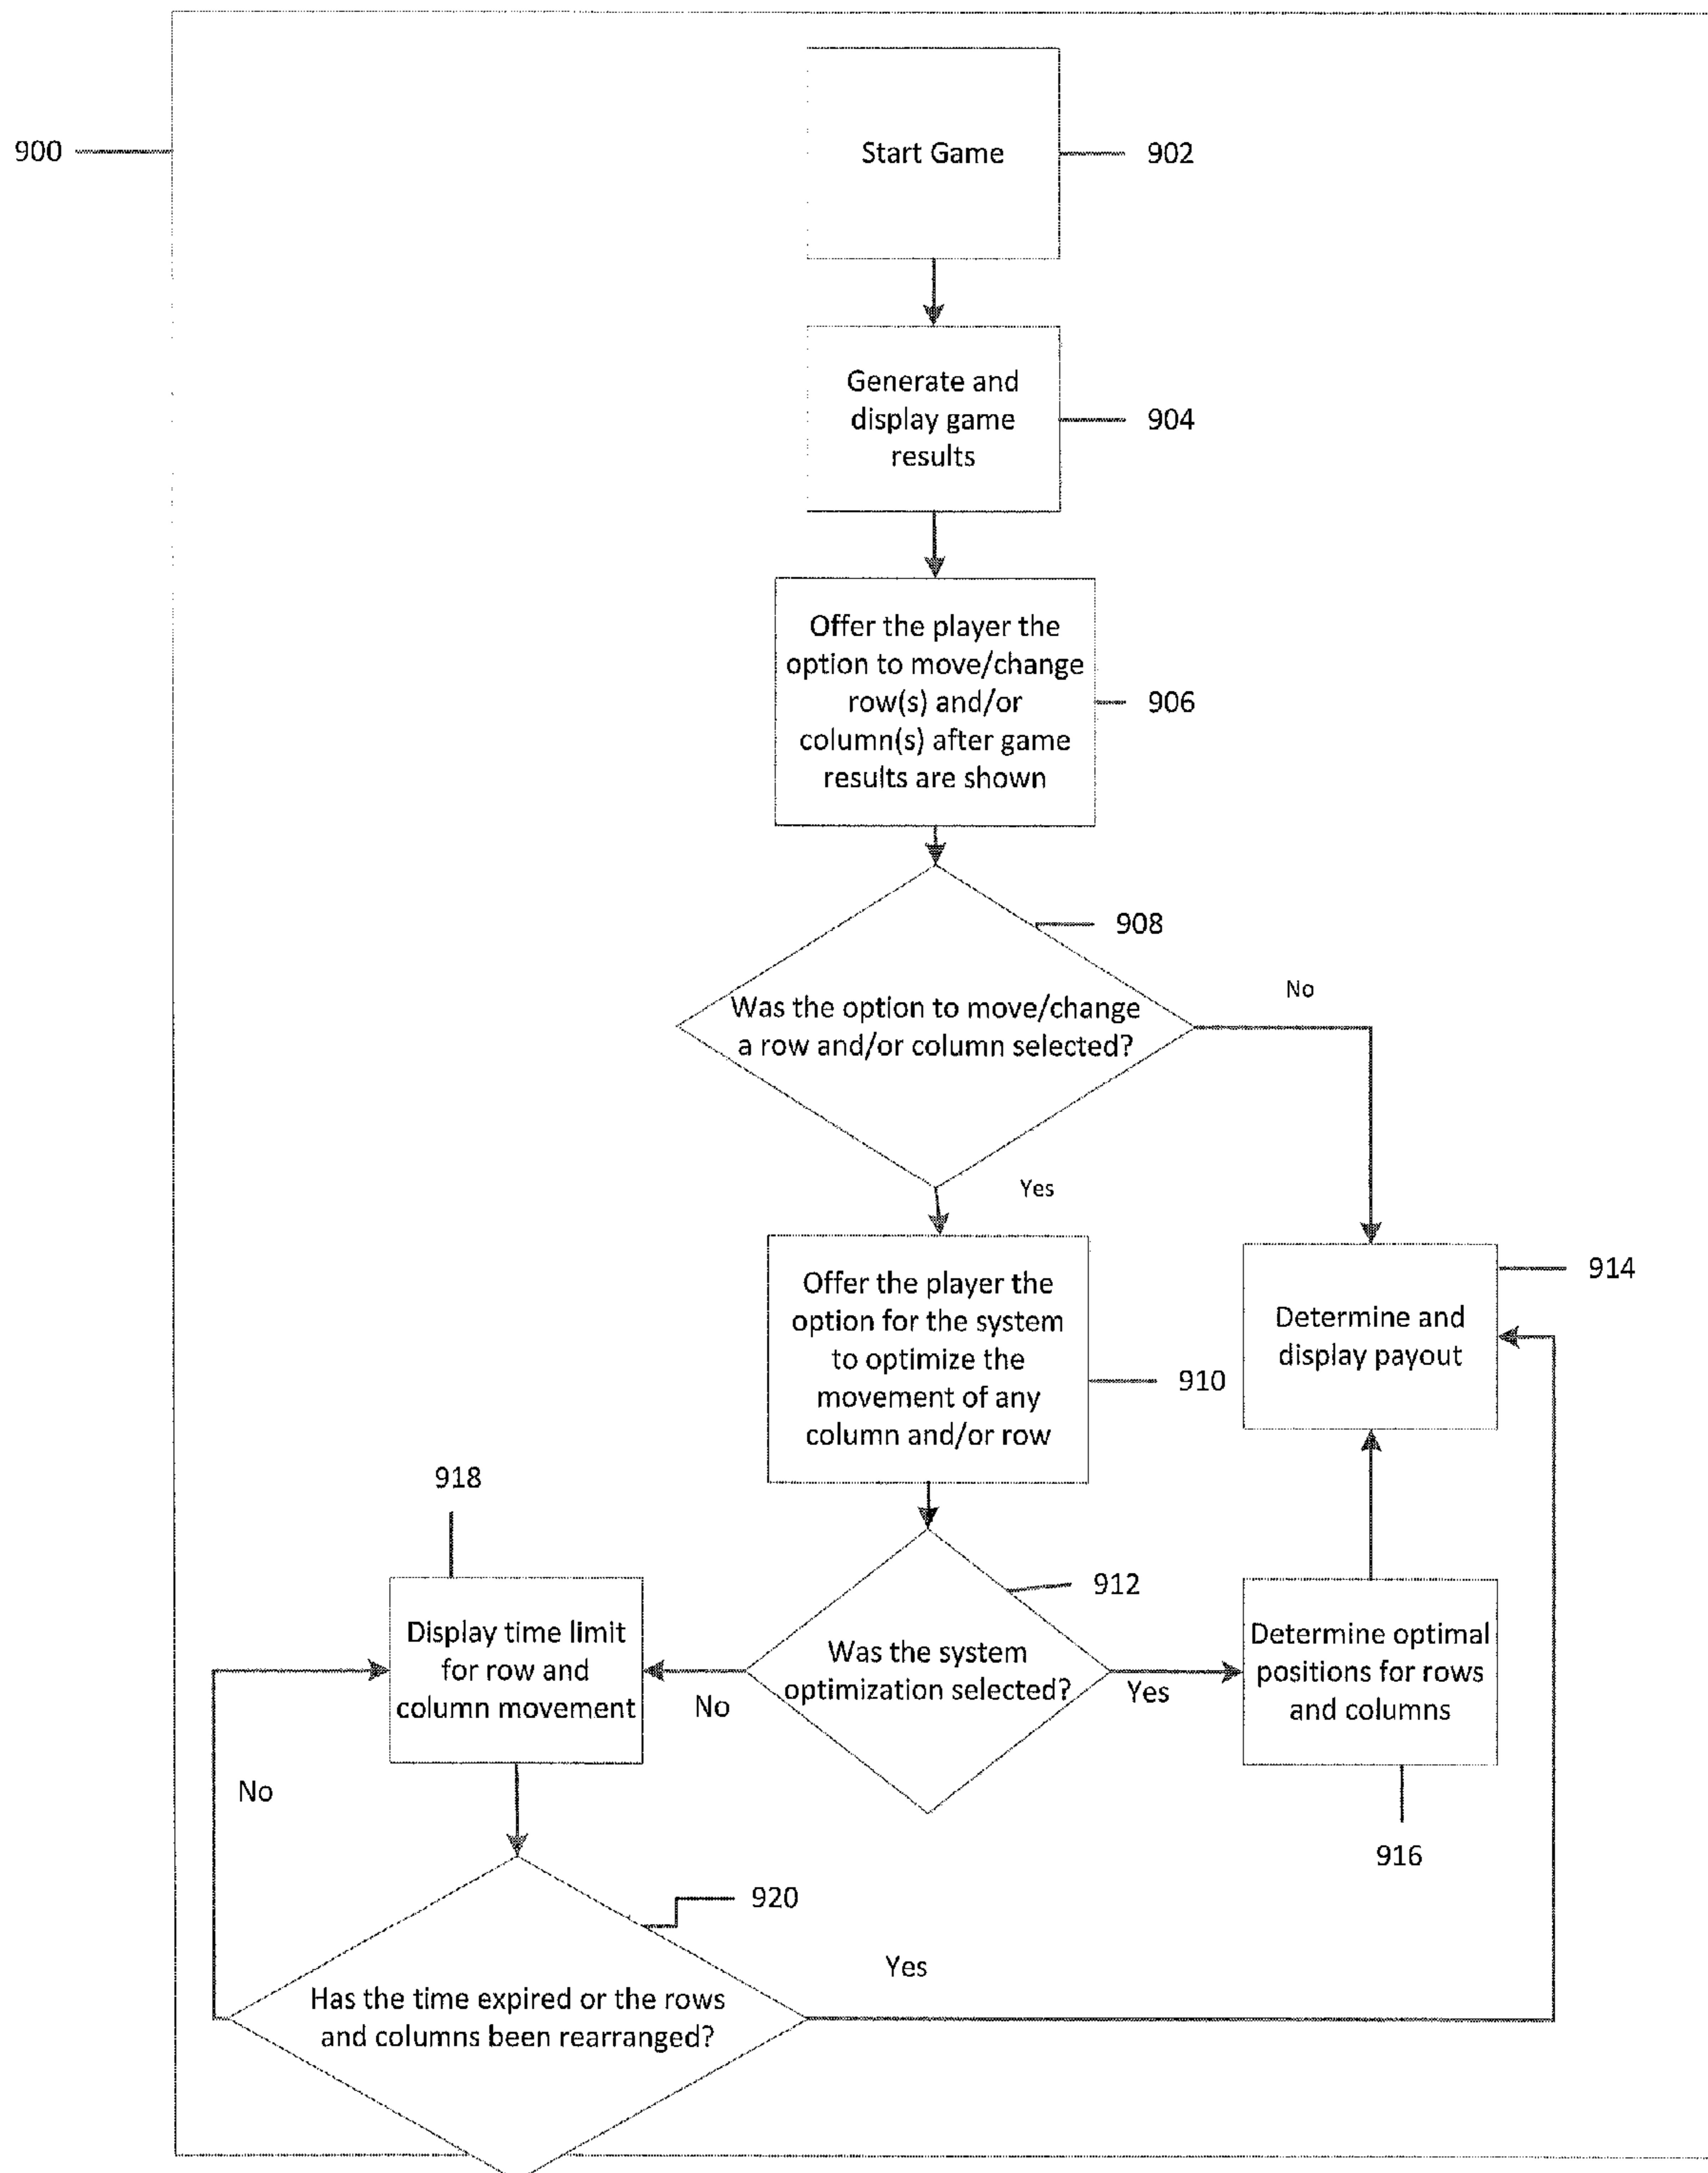 900
Start Game
902
Generate and
display game
results
904
Offer the player the
option to move/change
row(s) and/or
column(s) after game
results are shown
906
908
Was the option to move/change
a row and/or column selected?
No
Yes
Offer the player the
option for the system
to optimize the
movement of any
column and/or row
910
Determine and
display payout
914
918
Display time limit
for row and
column movement
912
Was the system
optimization selected?
No
Yes
Determine optimal
positions for rows
and columns
916
No
920
Has the time expired or the rows
and columns been rearranged?
Yes